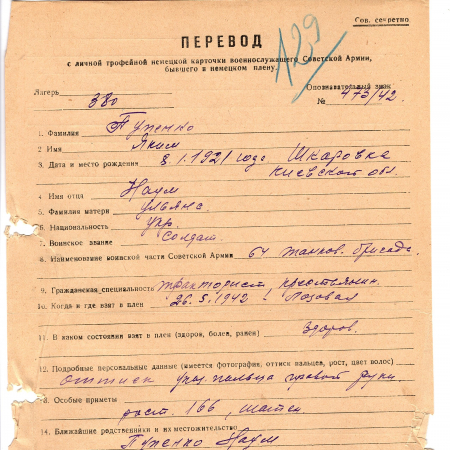 Сов. секретно
ПЕРЕВОД
129
с личной трофейной немецкой карточки военнослужащего Советской Армии,
бывшего в немецком плену.
Лагерь 380
Опознавательный знак
№ 473/42.
1. Фамилия Пупенко
2 Имя Яким
3. Дата и место рождения 8.1.1921 года Шкаровка
Киевской обл.
4 Имя отца Наум
5. Фамилия матери Ульяна
6. Национальность укр.
7. Воинское звание солдат
8. Наименование воинской части Советской Армии 64 танков. бригада
9. Гражданская специальность тракторист, крестьянин
10. Когда и где взят в плен 26.5.1942 Лозовая
11. В каком состоянии взят в плен (здоров, болен, ранен) Здоров.
12. Подробные персональные данные (имеется фотография, оттиск пальцев, рост, цвет волос)
оттиск указ. пальца правой руки.
13. Особые приметы
рост. 166, шатен
14. Ближайшие родственники и их местожительство
Пупенко Наум